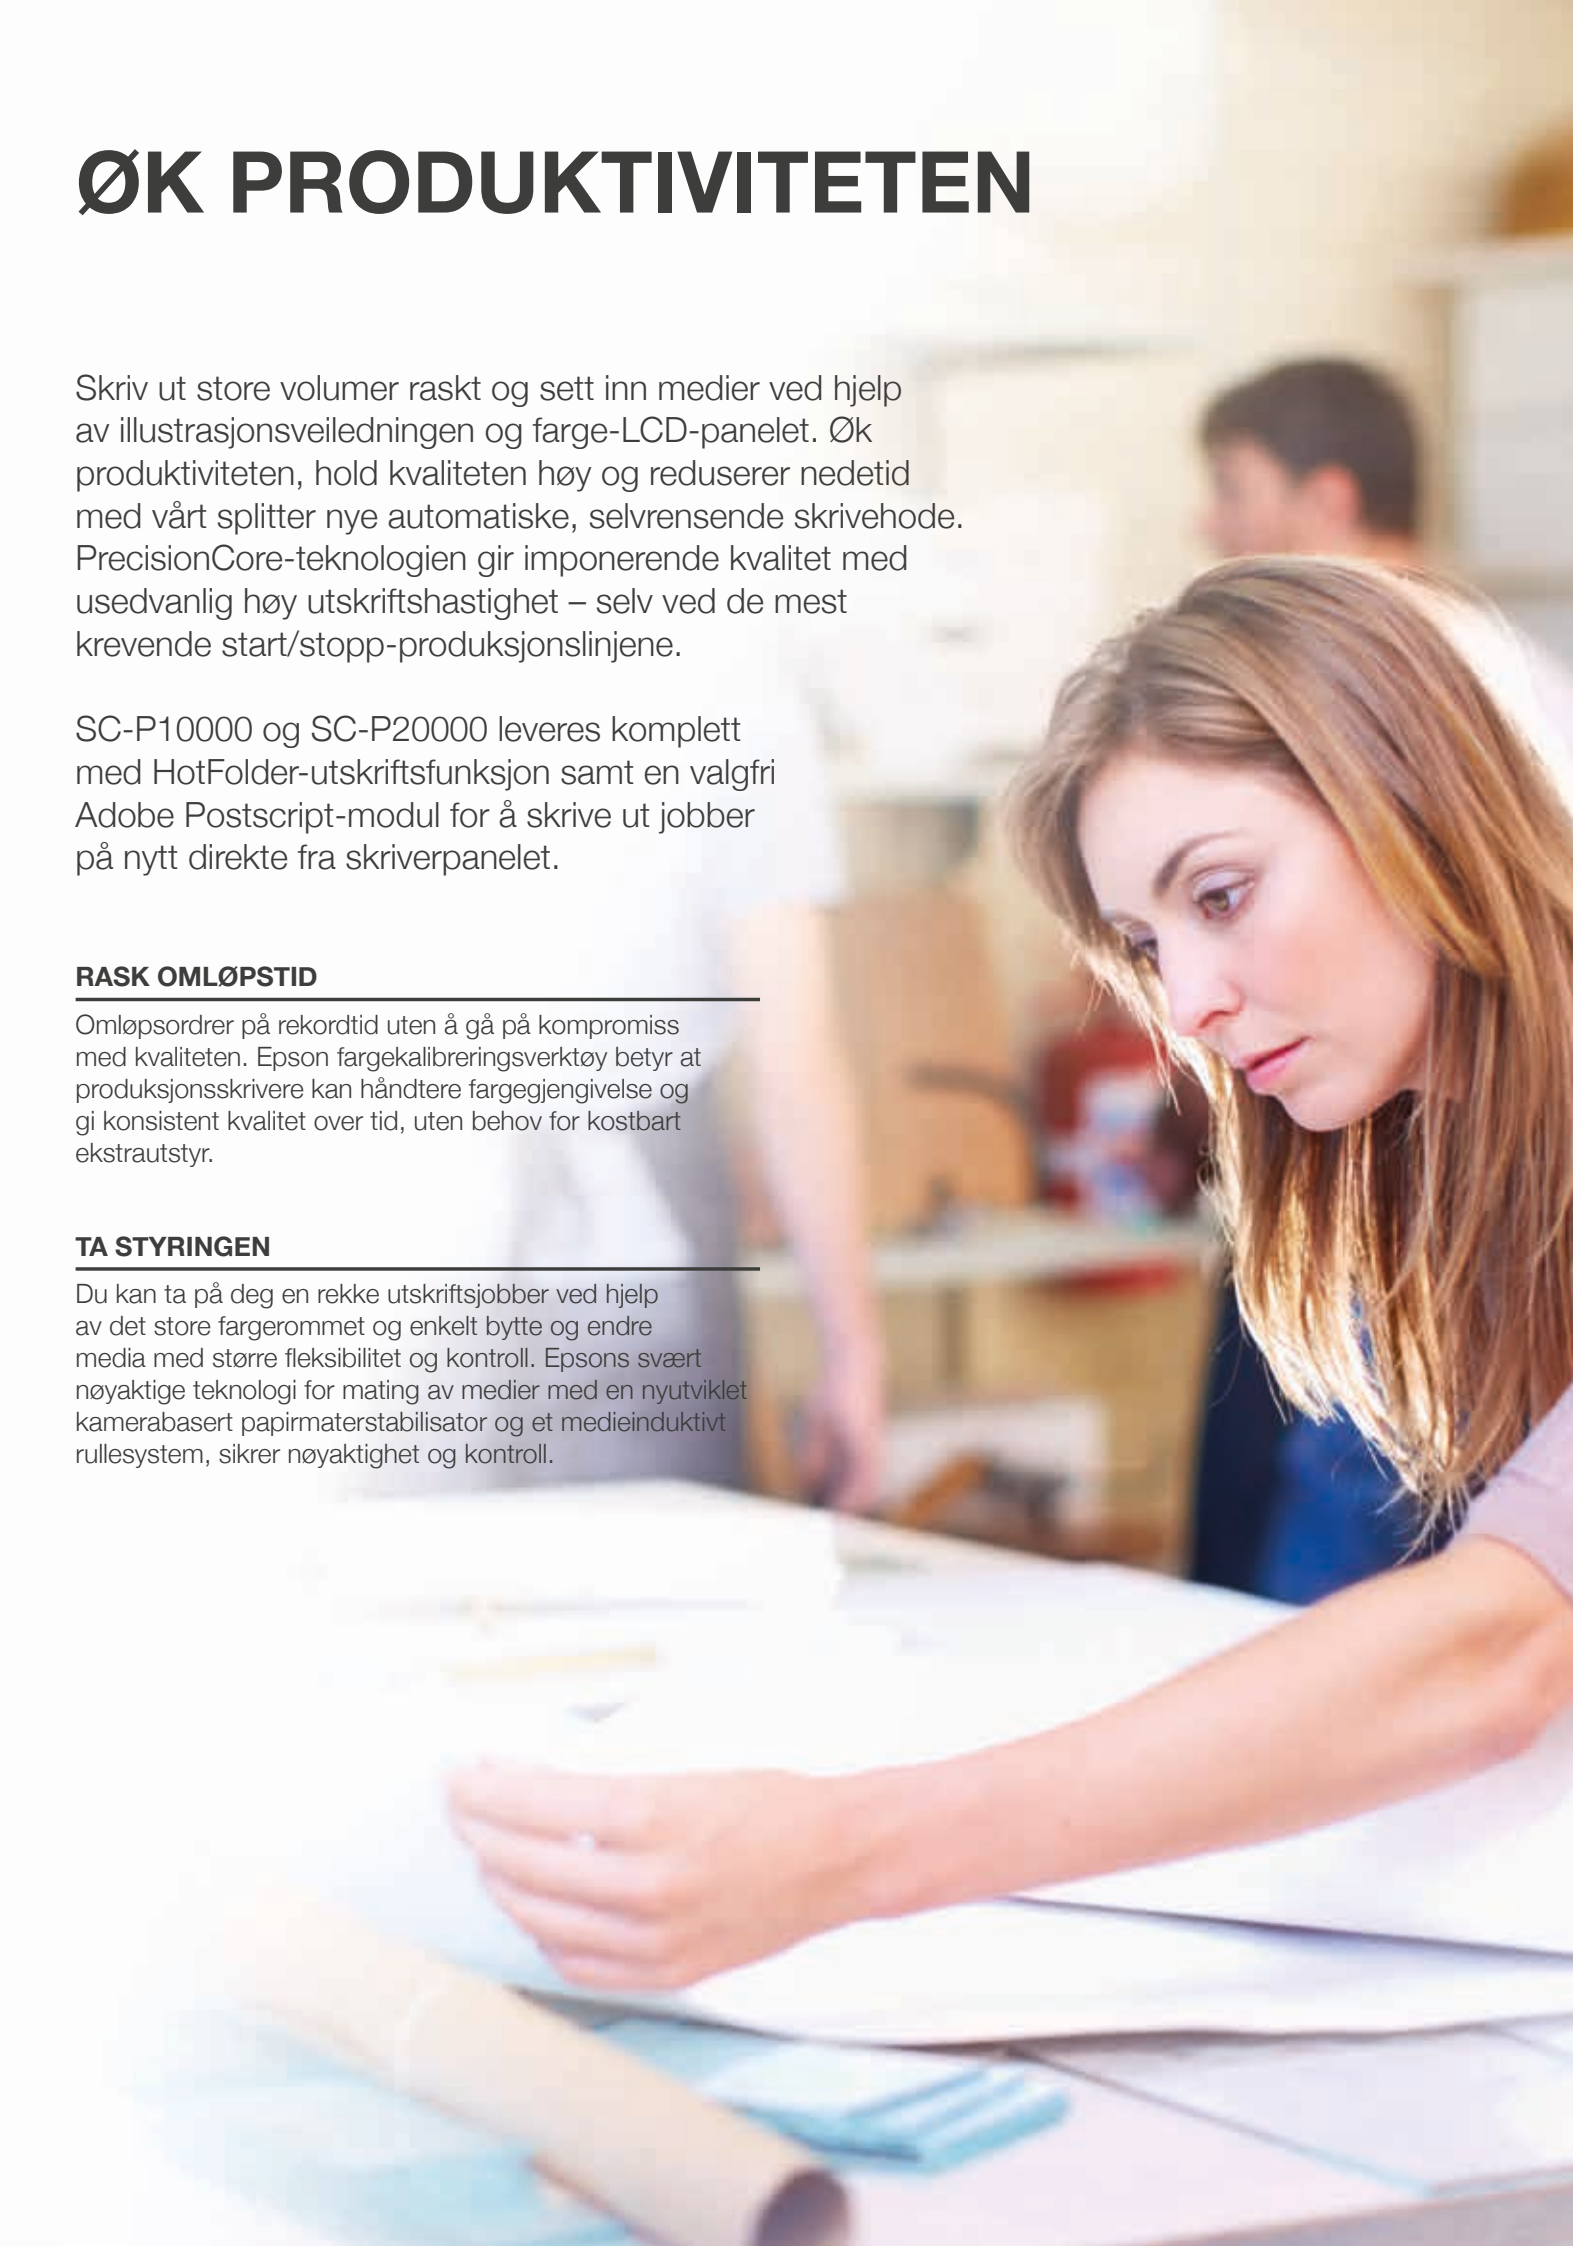 ØK PRODUKTIVITETEN
Skriv ut store volumer raskt og sett inn medier ved hjelp
av illustrasjonsveiledningen og farge-LCD-panelet. Øk
produktiviteten, hold kvaliteten høy og reduserer nedetid
med vårt splitter nye automatiske, selvrensende skrivehode.
PrecisionCore-teknologien gir imponerende kvalitet med
usedvanlig høy utskriftshastighet – selv ved de mest
krevende start/stopp-produksjonslinjene.
SC-P10000 og SC-P20000 leveres komplett
med HotFolder-utskriftsfunksjon samt en valgfri
Adobe Postscript-modul for å skrive ut jobber
på nytt direkte fra skriverpanelet.
RASK OMLØPSTID
Omløpsordrer på rekordtid uten å gå på kompromiss
med kvaliteten. Epson fargekalibreringsverktøy betyr at
produksjonsskrivere kan håndtere fargegjengivelse og
gi konsistent kvalitet over tid, uten behov for kostbart
ekstrautstyr.
TA STYRINGEN
Du kan ta på deg en rekke utskriftsjobber ved hjelp
av det store fargerommet og enkelt bytte og endre
media med større fleksibilitet og kontroll. Epsons svært
nøyaktige teknologi for mating av medier med en nyutviklet
kamerabasert papirmaterstabilisator og et medieinduktivt
rullesystem, sikrer nøyaktighet og kontroll.